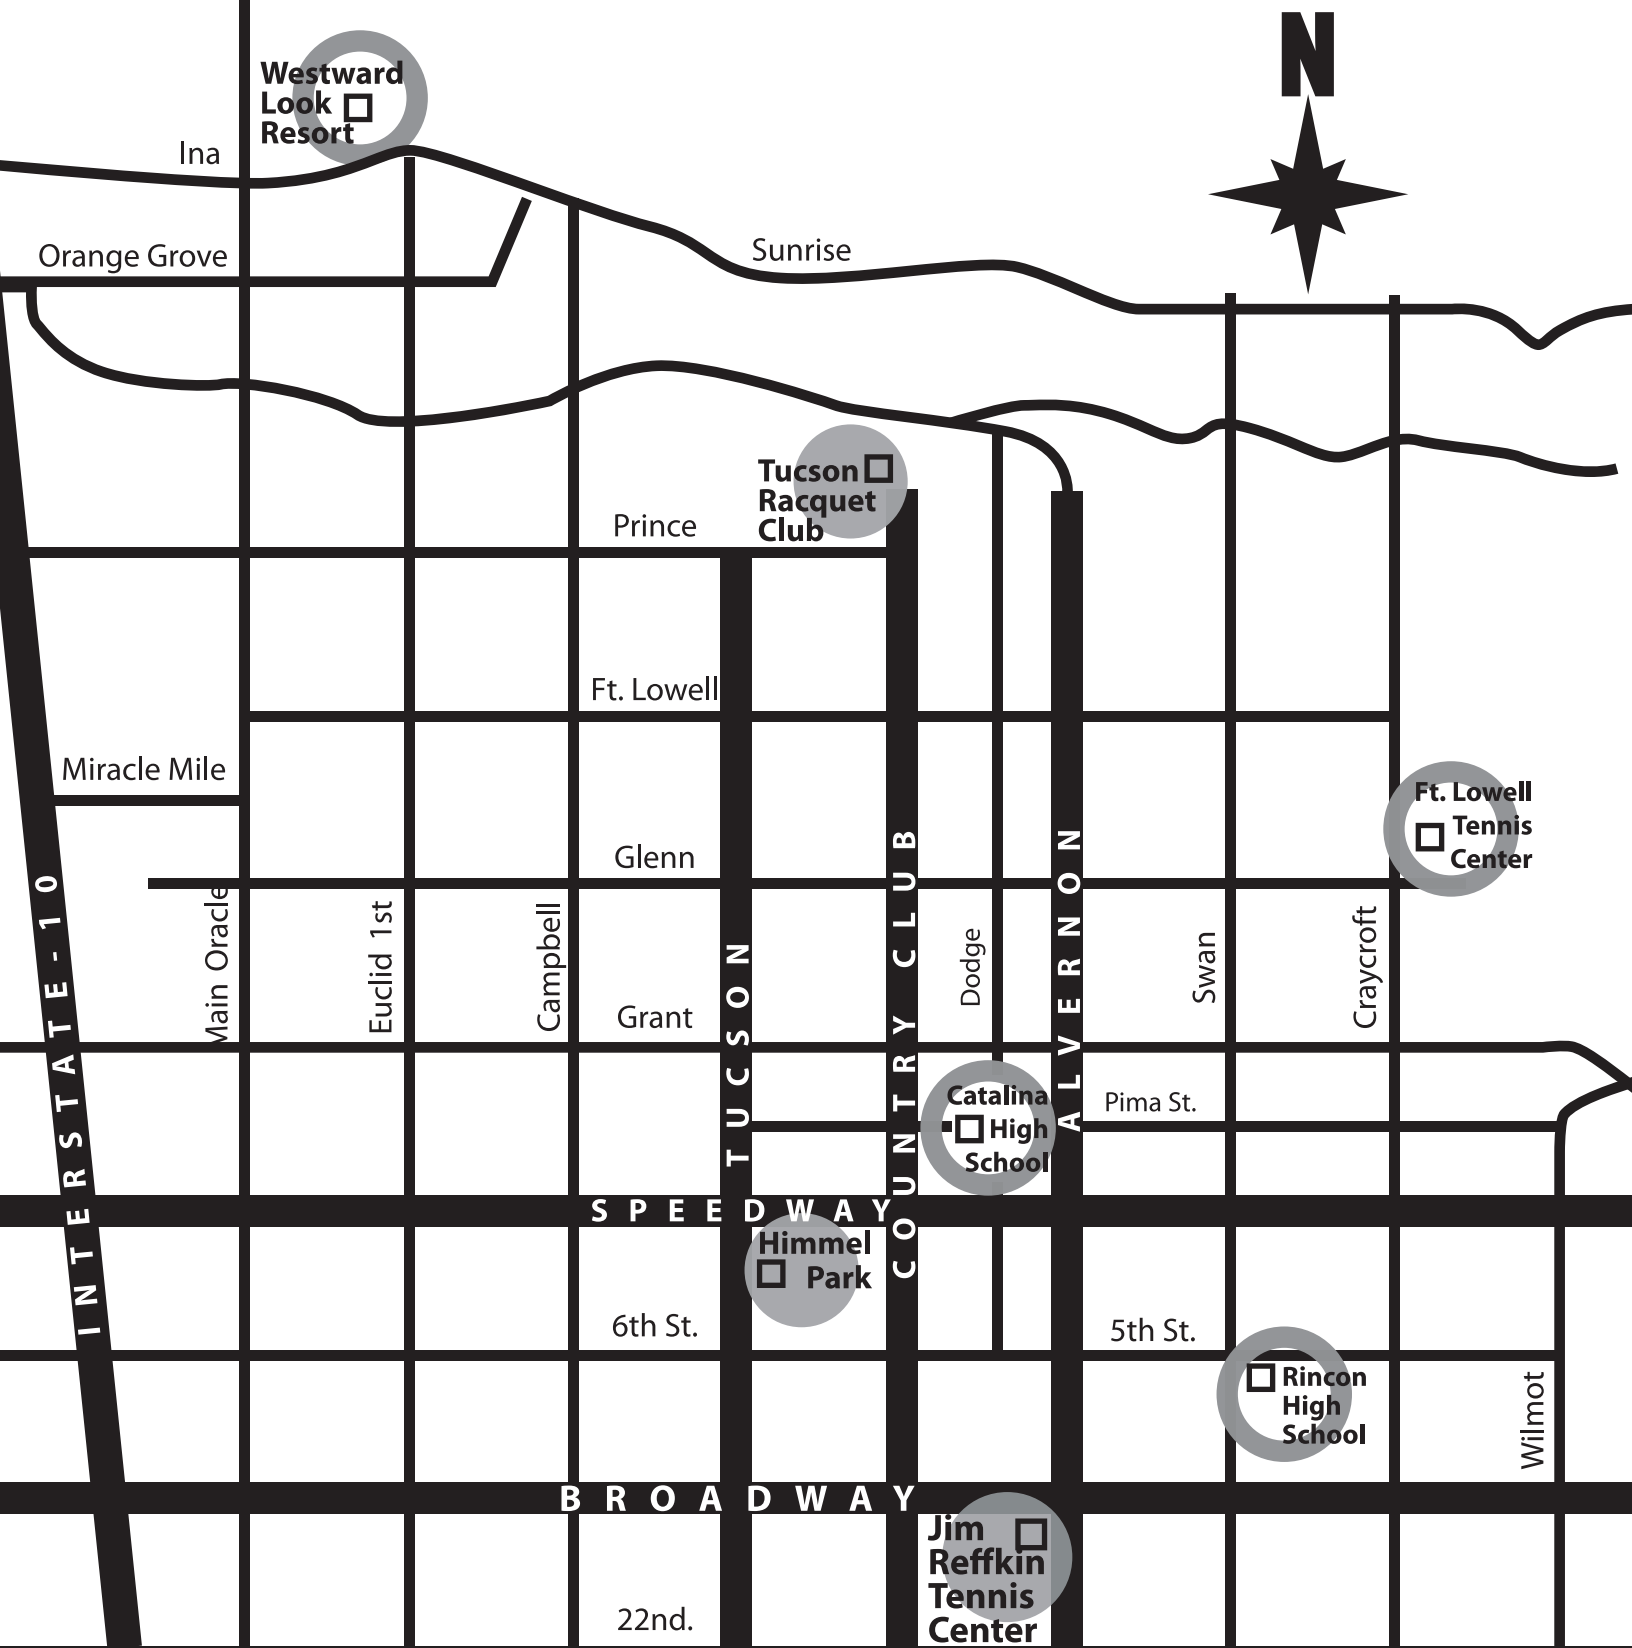 N
Westward
Look
Resort
Ina
Orange Grove
Sunrise
Tucson
Racquet
Club
Prince
Ft. Lowell
Miracle Mile
Ft. Lowell
Tennis
Center
Glenn
INTERSTATE-10
Main Oracle
Euclid 1st
Campbell
TUCSON
COUNTRY CLUB
Dodge
ALVERNON
Swan
Craycroft
Grant
Catalina
High
School
Pima St.
SPEEDWAY
Himmel
Park
6th St.
5th St.
Rincon
High
School
Wilmot
BROADWAY
Jim
Reffkin
Tennis
Center
22nd.